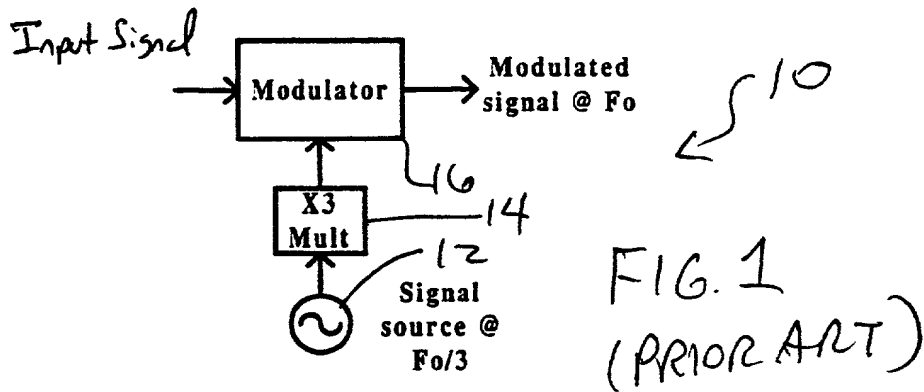 Input Signal
Modulator
Modulated
signal @ Fo
10
16
X3
Mult
14
12
Signal
source @
Fo/3
FIG. 1
(PRIOR ART)